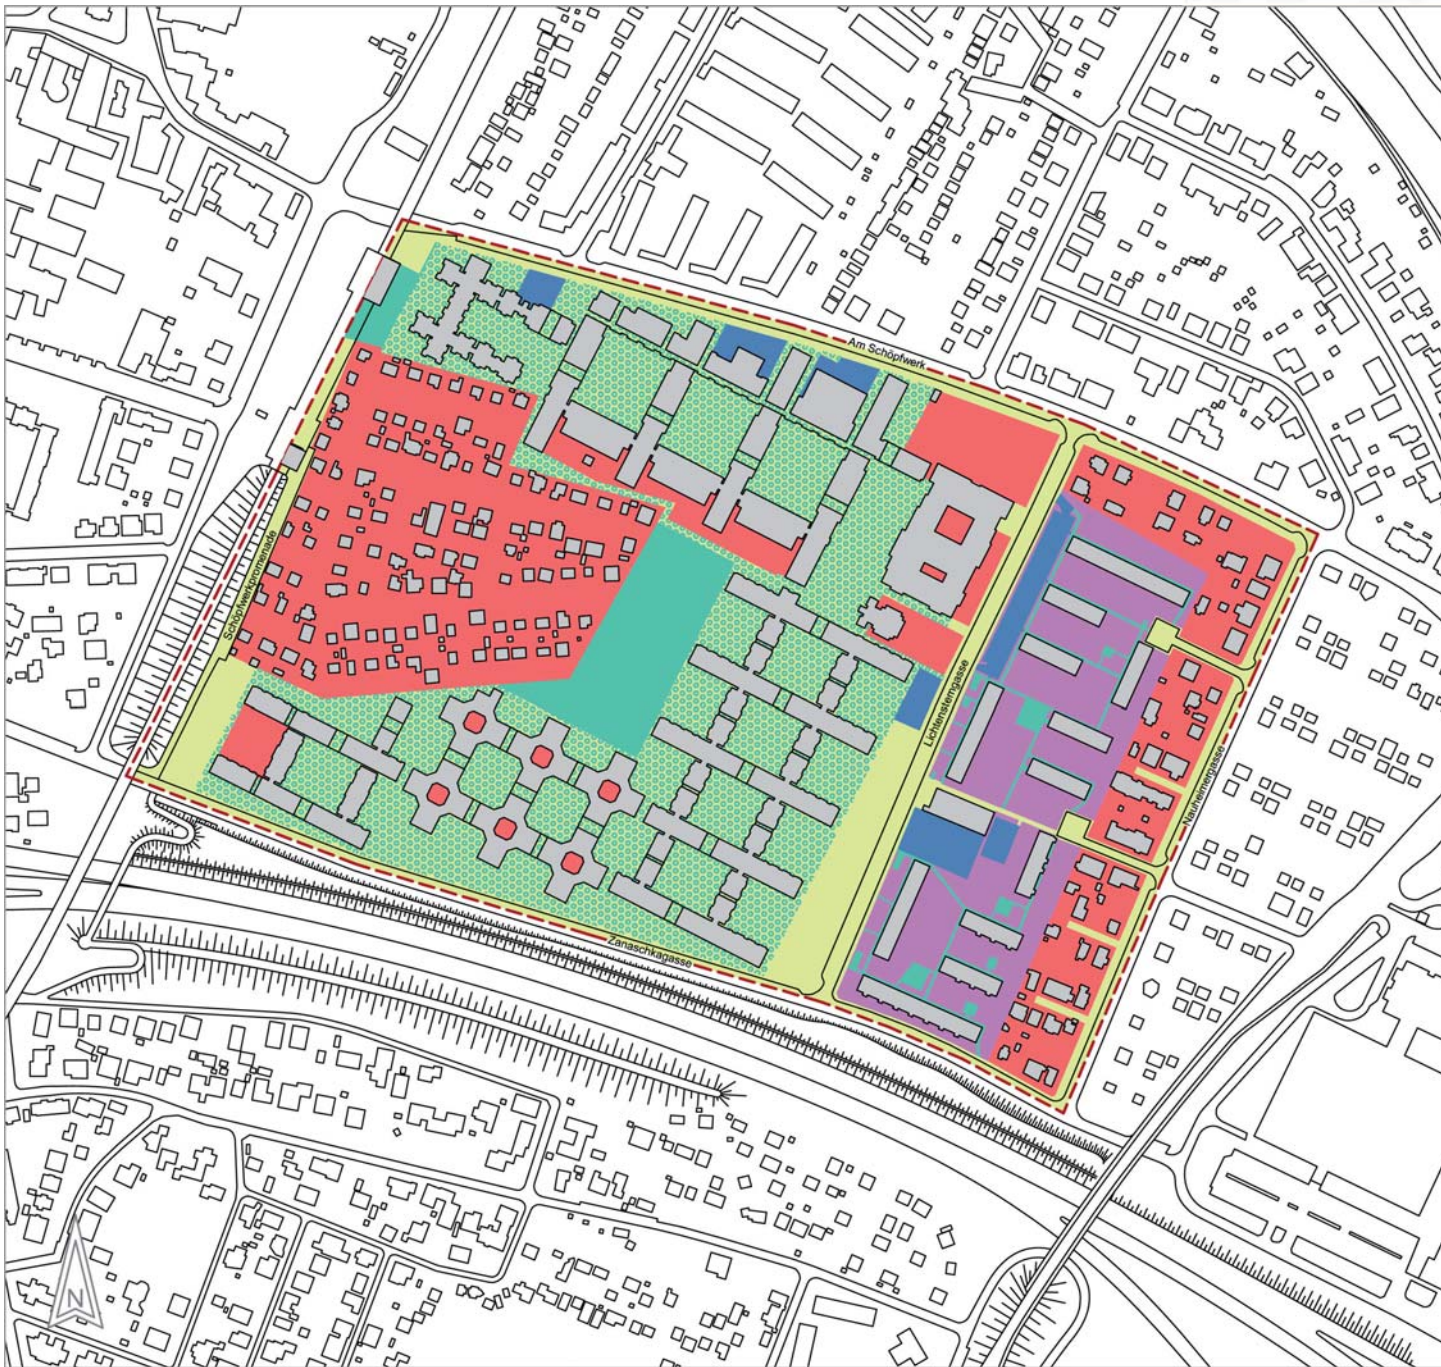 Am Schöpfwerk
Schöpfwerkpromenade
Lichtensterngasse
Nauheimergasse
Zanaschkagasse
N